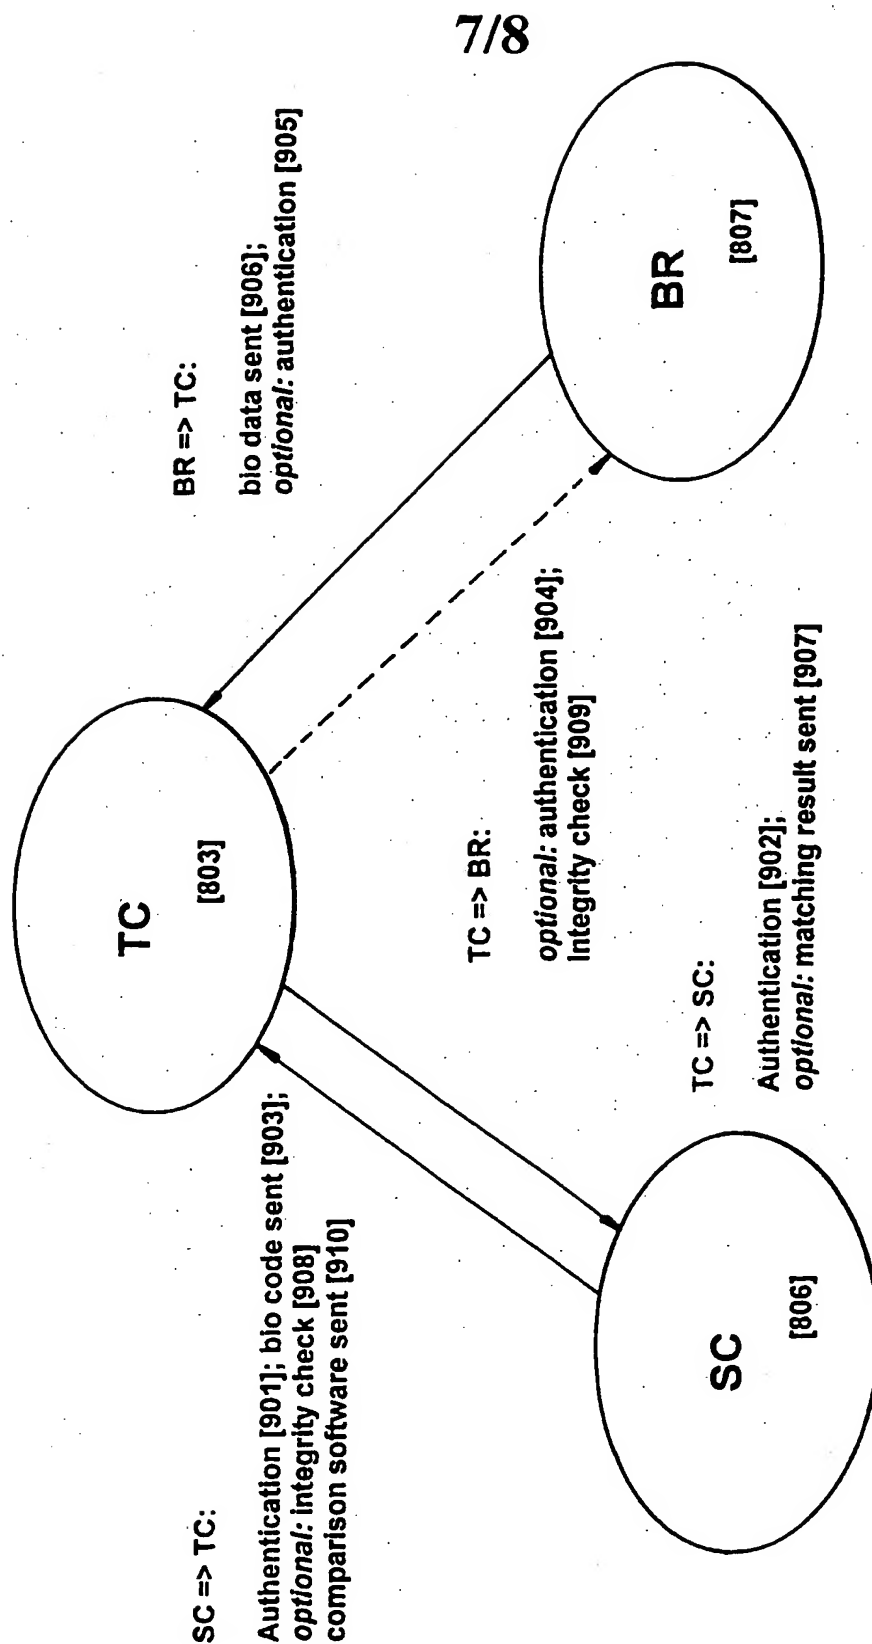 7/8
SC => TC:
Authentication [901]; bio code sent [903];
optional: integrity check [908]
comparison software sent [910]
TC
[803]
BR => TC:
bio data sent [906];
optional: authentication [905]
TC => BR:
optional: authentication [904];
Integrity check [909]
TC => SC:
Authentication [902];
optional: matching result sent [907]
SC
[806]
BR
[807]